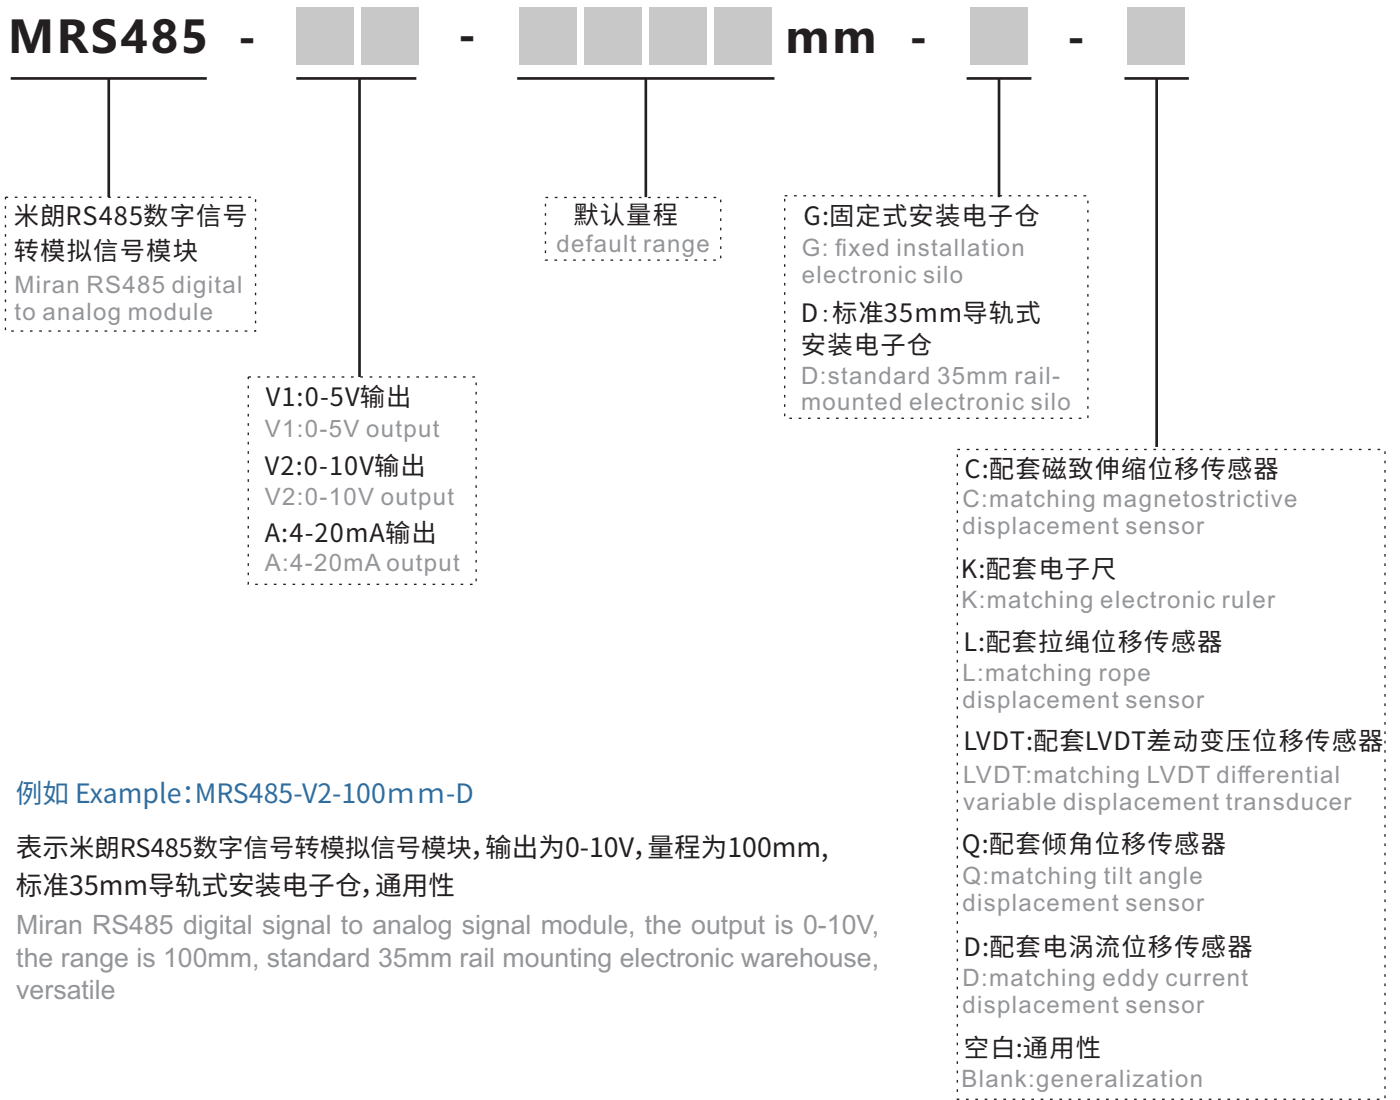 MRS485 - - mm - -
米朗RS485数字信号
转模拟信号模块
Miran RS485 digital
to analog module
默认量程
default range
G:固定式安装电子仓
G: fixed installation
electronic silo
D:标准35mm导轨式
安装电子仓
D:standard 35mm rail-
mounted electronic silo
V1:0-5V输出
V1:0-5V output
V2:0-10V输出
V2:0-10V output
A:4-20mA输出
A:4-20mA output
C:配套磁致伸缩位移传感器
C:matching magnetostrictive
displacement sensor
K:配套电子尺
K:matching electronic ruler
L:配套拉绳位移传感器
L:matching rope
displacement sensor
LVDT:配套LVDT差动变压位移传感器
LVDT:matching LVDT differential
variable displacement transducer
Q:配套倾角位移传感器
Q:matching tilt angle
displacement sensor
D:配套电涡流位移传感器
D:matching eddy current
displacement sensor
空白:通用性
Blank:generalization
例如 Example:MRS485-V2-100mm-D
表示米朗RS485数字信号转模拟信号模块,输出为0-10V,量程为100mm,
标准35mm导轨式安装电子仓,通用性
Miran RS485 digital signal to analog signal module, the output is 0-10V,
the range is 100mm, standard 35mm rail mounting electronic warehouse,
versatile